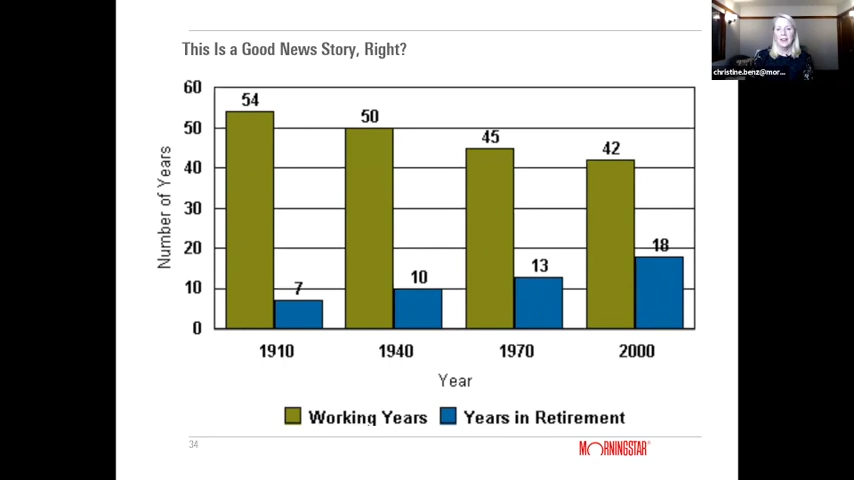 This Is a Good News Story, Right?
christine.benz@mor...
60
50
40
30
20
10
0
Number of Years
54
7
50
10
45
13
42
18
1910 1940 1970 2000
Year
Working Years Years in Retirement
34
MORNINGSTAR